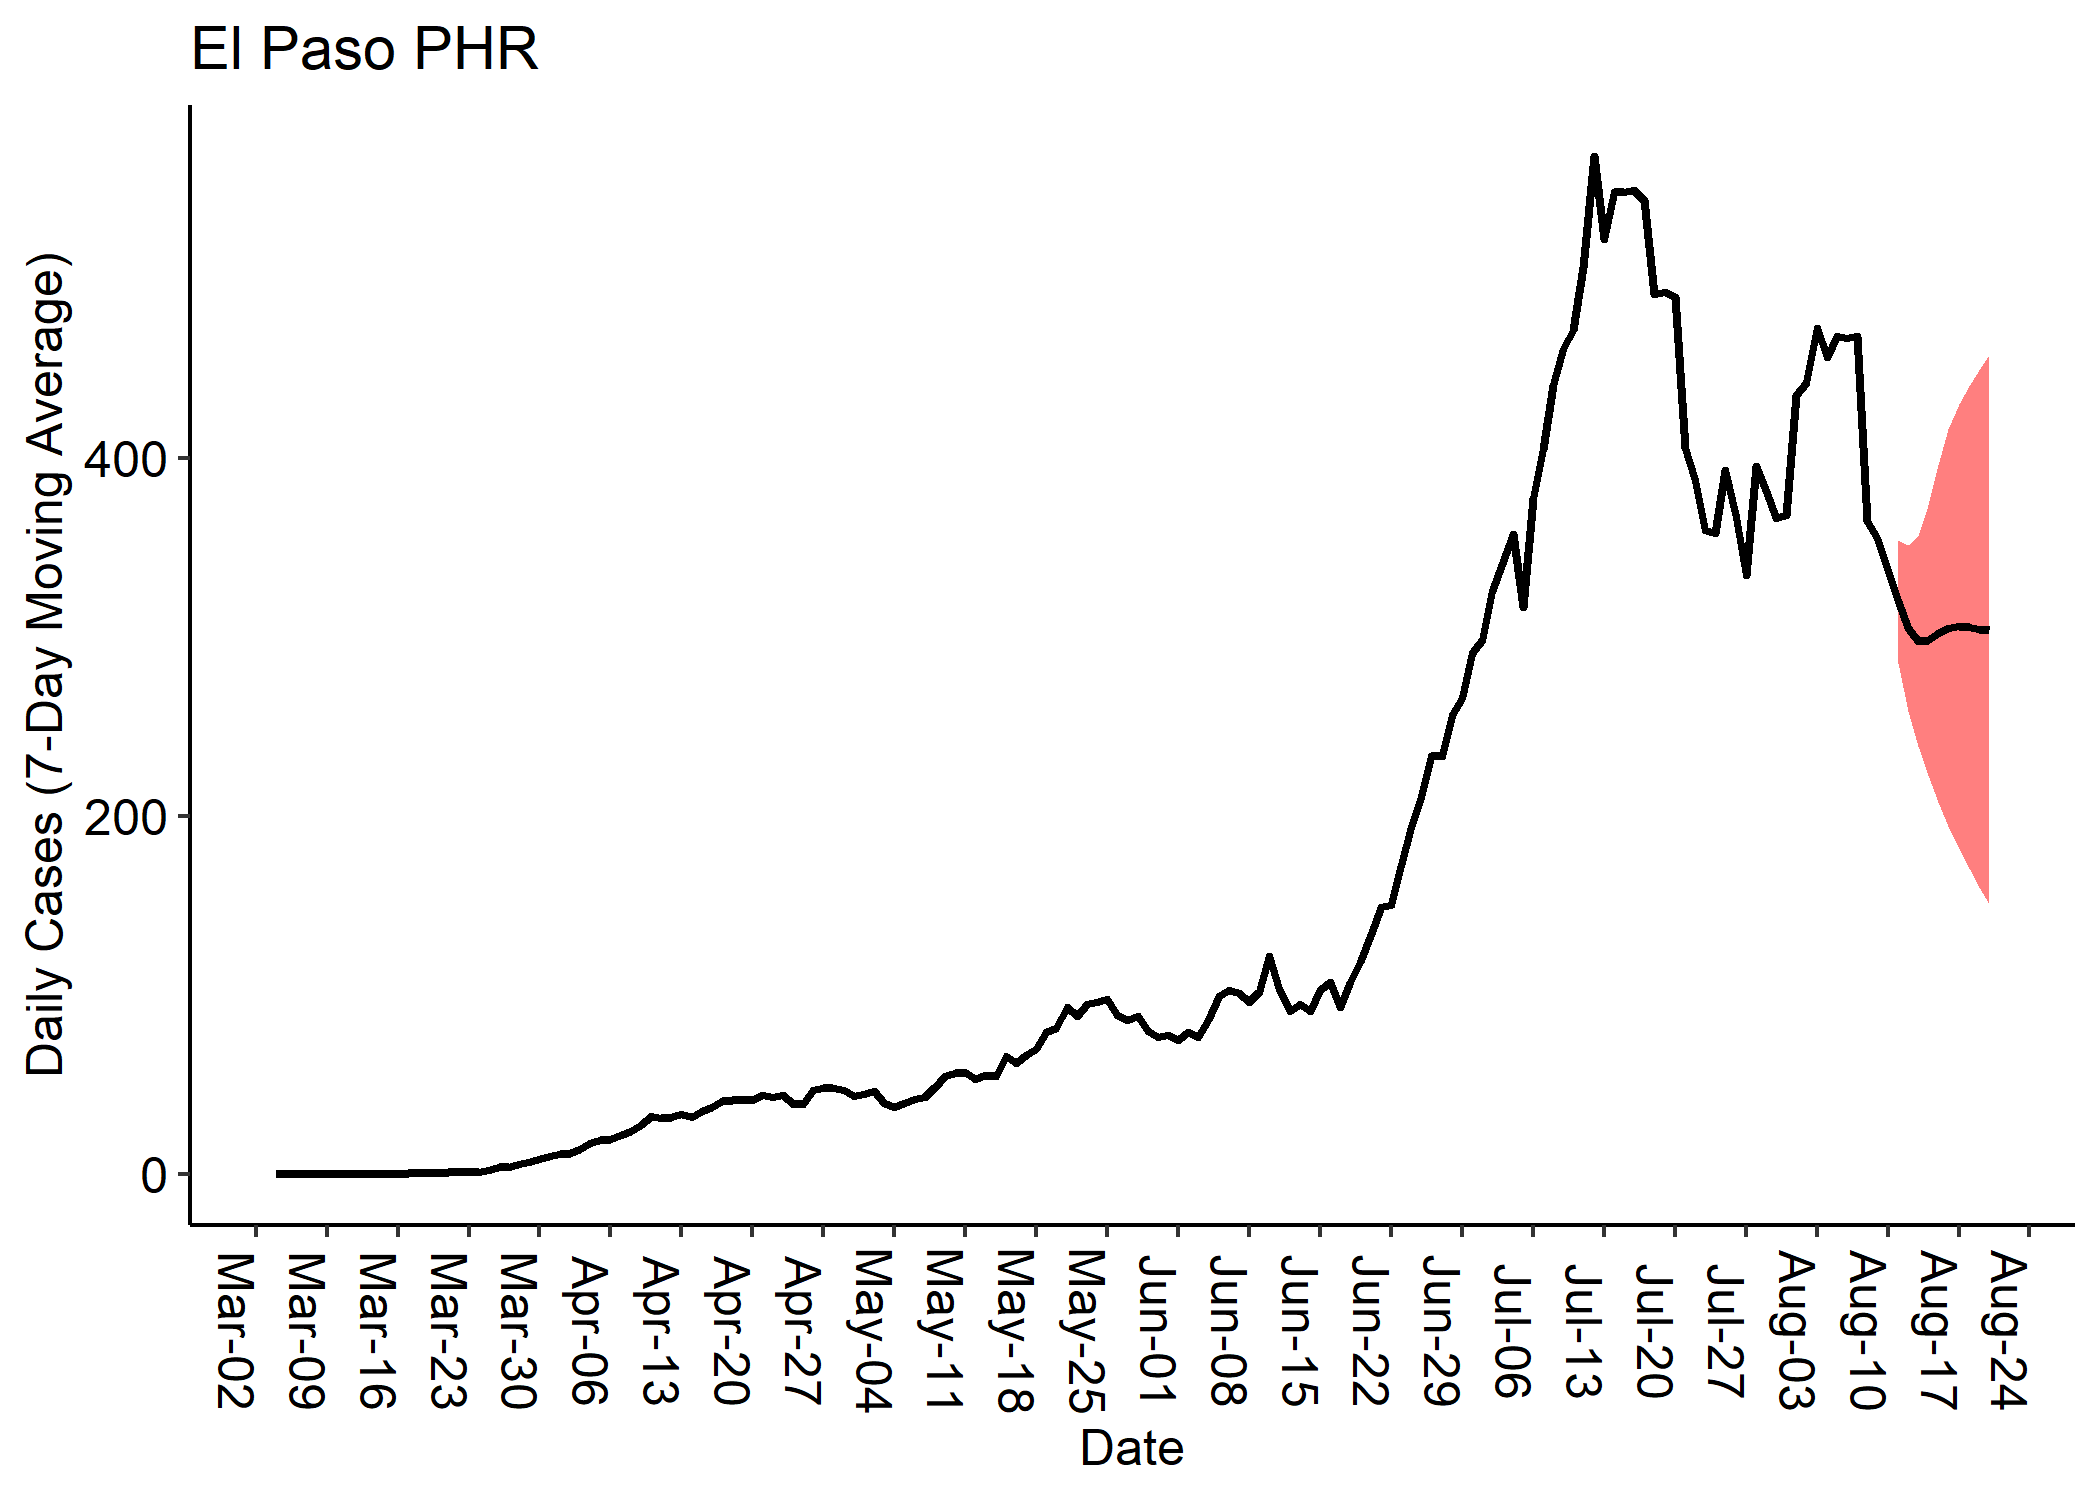 El Paso PHR
Daily Cases (7-Day Moving Average)
400
200
0
Mar-02
Mar-09
Mar-16
Mar-23
Mar-30
Apr-06
Apr-13
Apr-20
Apr-27
May-04
May-11
May-18
May-25
Jun-01
Jun-08
Jun-15
Jun-22
Jun-29
Jul-06
Jul-13
Jul-20
Jul-27
Aug-03
Aug-10
Aug-17
Aug-24
Date